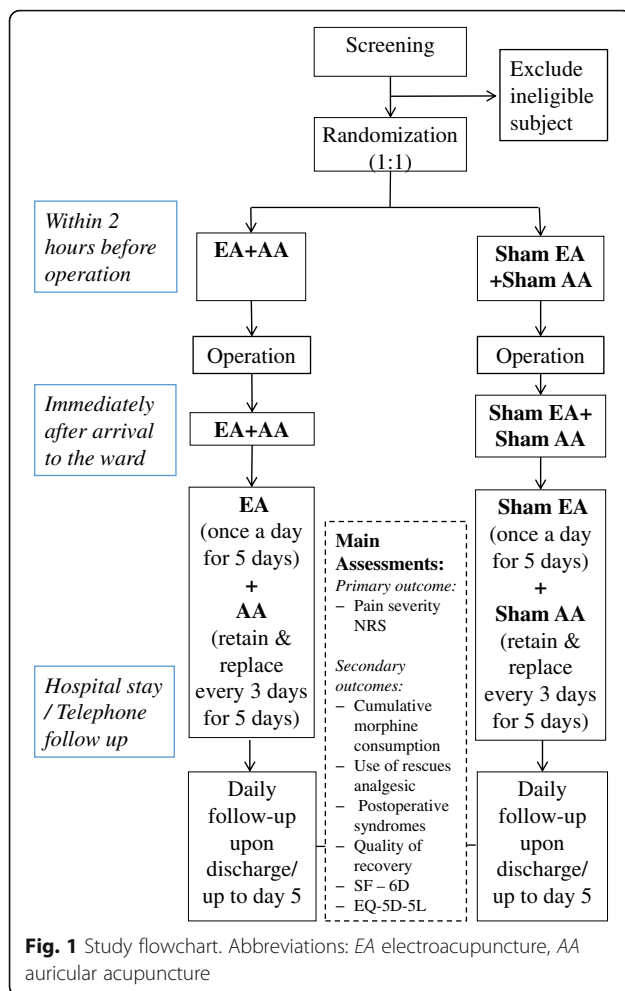 Screening
Exclude
ineligible
subject
Randomization
(1:1)
Within 2
hours before
operation
EA+AA
Sham EA
+Sham AA
Operation
Operation
Immediately
after arrival
to the ward
EA+AA
Sham EA+
Sham AA
EA
(once a day
for 5 days)
+
AA
(retain &
replace
every 3 days
for 5 days)
Main
Assessments:
Primary outcome:
– Pain severity
NRS
Secondary
outcomes:
– Cumulative
morphine
consumption
– Use of rescues
analgesic
– Postoperative
syndromes
– Quality of
recovery
– SF – 6D
– EQ-5D-5L
Sham EA
(once a day
for 5 days)
+
Sham AA
(retain &
replace
every 3 days
for 5 days)
Hospital stay
/ Telephone
follow up
Daily
follow-up
upon
discharge/
up to day 5
Daily
follow-up
upon
discharge/
up to day 5
Fig. 1 Study flowchart. Abbreviations: EA electroacupuncture, AA
auricular acupuncture